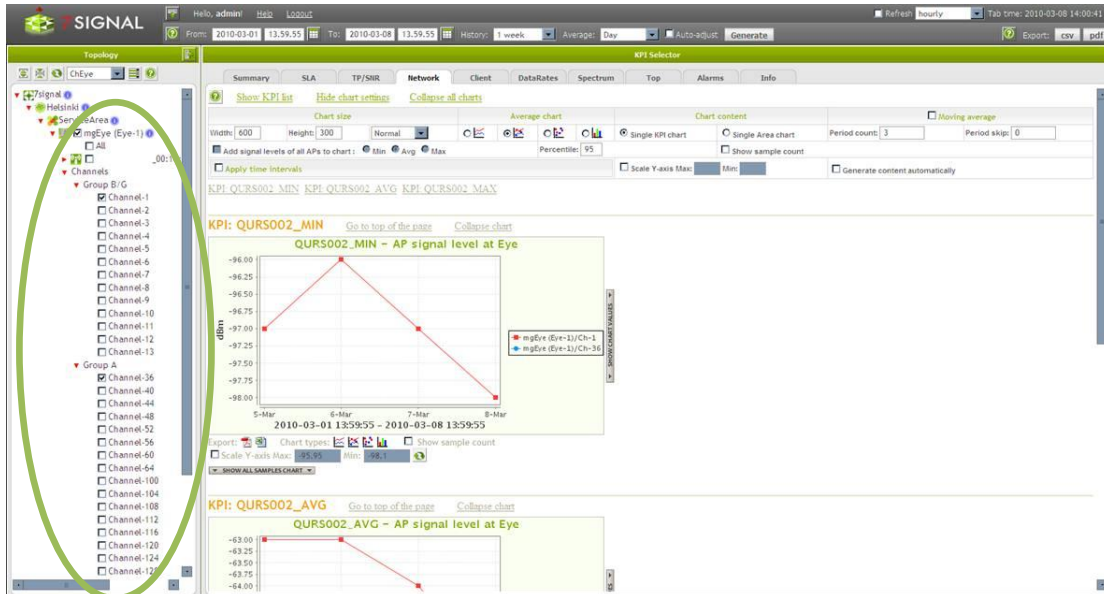 7SIGNAL
Hello, admin! Help Logout
Refresh hourly Tab time: 2010-03-08 14:00:41
From: 2010-03-01 13.59.55 To: 2010-03-08 13.59.55 History: 1 week Average: Day Auto-adjust Generate
Export: csv pdf
Topology
KPI Selector
ChEye
Summary SLA TP/SNR Network Client DataRates Spectrum Top Alarms Info
7signal
Helsinki
ServiceArea
mgEye (Eye-1)
All
_00:1
Channels
Group B/G
Channel-1
Channel-2
Channel-3
Channel-4
Channel-5
Channel-6
Channel-7
Channel-8
Channel-9
Channel-10
Channel-11
Channel-12
Channel-13
Group A
Channel-36
Channel-40
Channel-44
Channel-48
Channel-52
Channel-56
Channel-60
Channel-64
Channel-100
Channel-104
Channel-108
Channel-112
Channel-116
Channel-120
Channel-124
Show KPI list Hide chart settings Collapse all charts
Chart size Average chart Chart content Moving average
Width: 600 Height: 300 Normal
Single KPI chart Single Area chart Period count: 3 Period skip: 0
Add signal levels of all APs to chart: Min Avg Max Percentile: 95 Show sample count
Apply time intervals Scale Y-axis Max: Min: Generate content automatically
KPI QURS002_MIN KPI QURS002_AVG KPI QURS002_MAX
KPI: QURS002_MIN Go to top of the page Collapse chart
QURS002_MIN - AP signal level at Eye
-96.00
-96.25
-96.50
-96.75
-97.00
-97.25
-97.50
-97.75
-98.00
dBm
5-Mar 6-Mar 7-Mar 8-Mar
2010-03-01 13:59:55 - 2010-03-08 13:59:55
mgEye (Eye-1)/Ch-1
mgEye (Eye-1)/Ch-36
SHOW CHART VALUES
Export: Chart types: Show sample count
Scale Y-axis Max: -95.95 Min: -98.1
SHOW ALL SAMPLES CHART
KPI: QURS002_AVG Go to top of the page Collapse chart
QURS002_AVG - AP signal level at Eye
-63.00
-63.25
-63.50
-63.75
-64.00